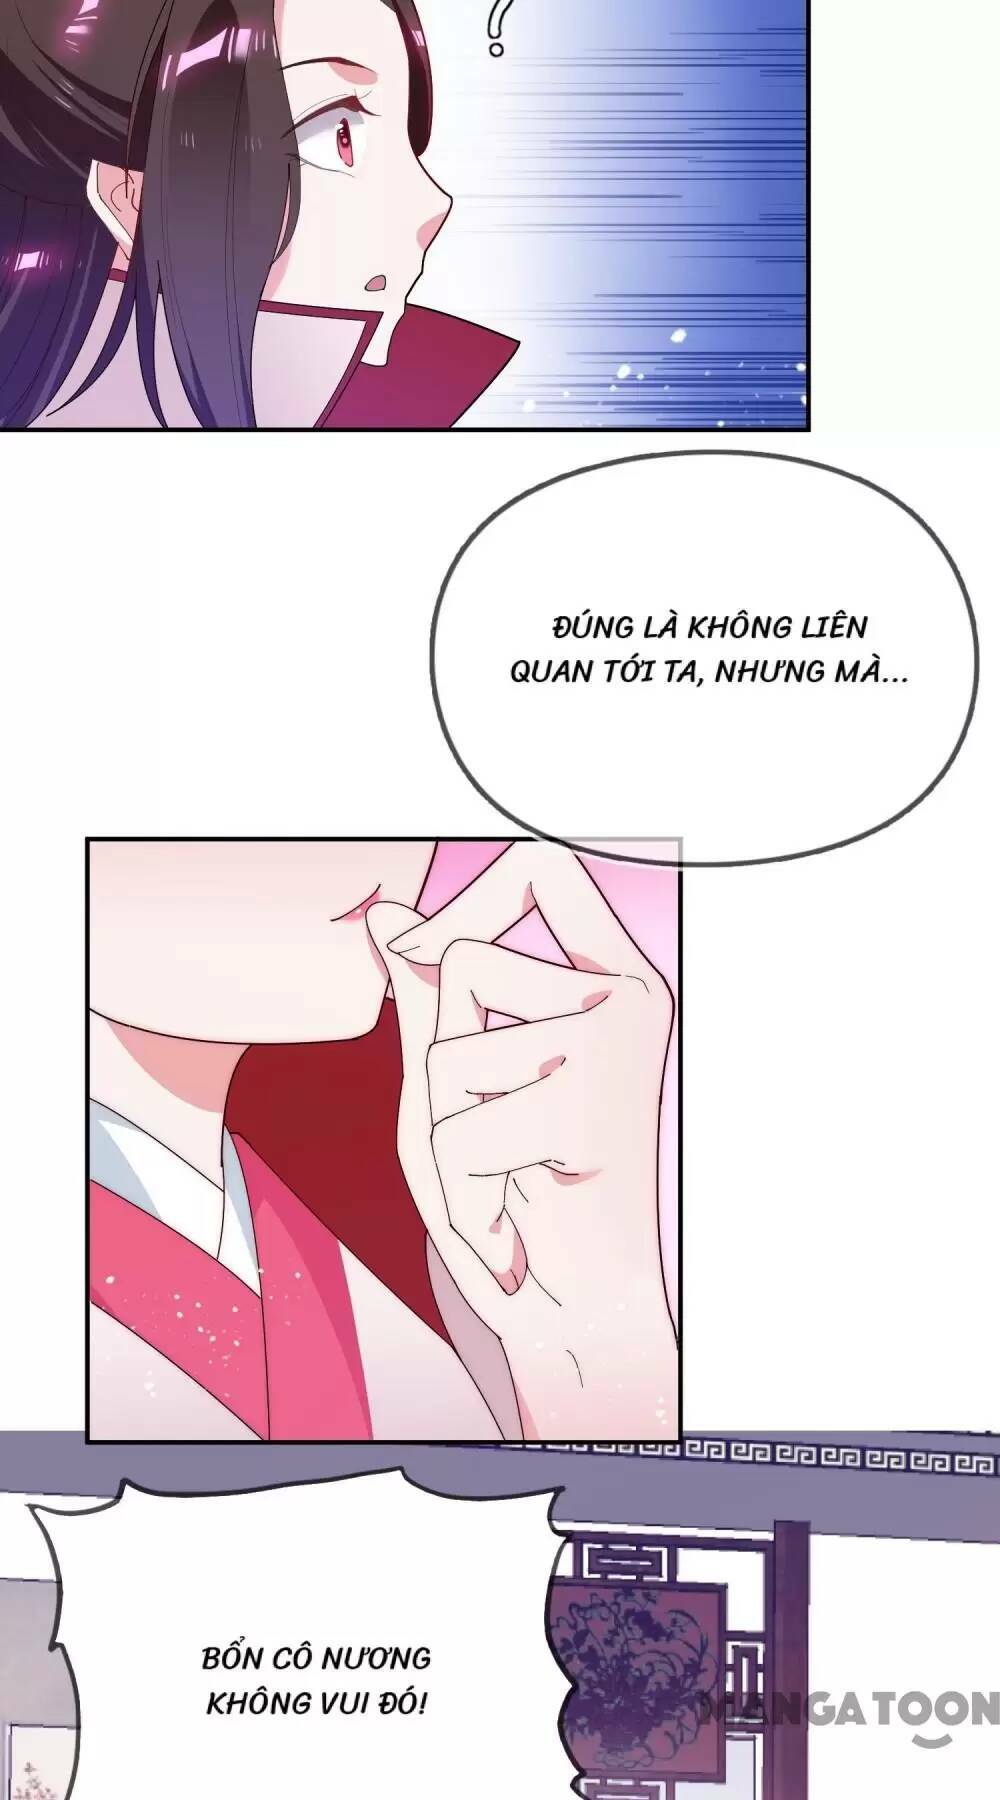 ?
ĐÚNG LÀ KHÔNG LIÊN
QUAN TỚI TA, NHƯNG MÀ...
BỔN CÔ NƯƠNG
KHÔNG VUI ĐÓ!
MANGATOON